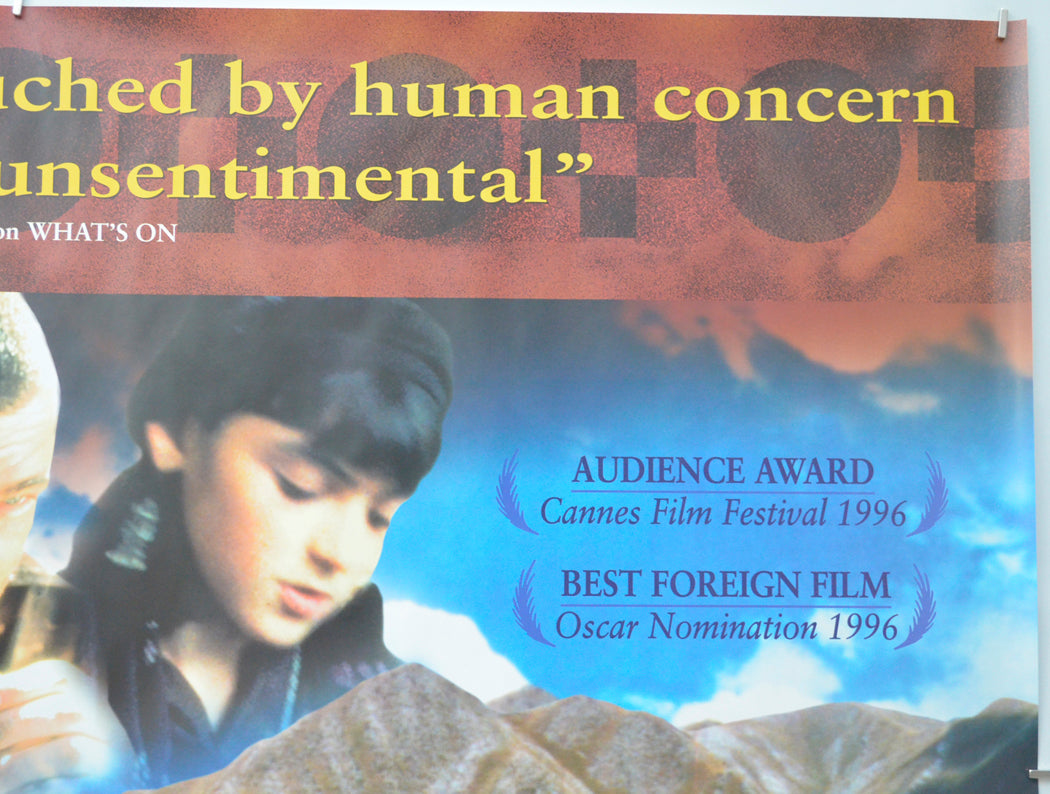 uched by human concern
unsentimental”
on WHAT'S ON
AUDIENCE AWARD
Cannes Film Festival 1996
BEST FOREIGN FILM
Oscar Nomination 1996